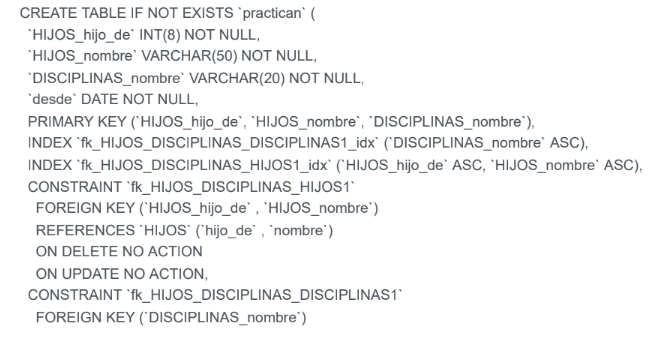 CREATE TABLE IF NOT EXISTS `practican` (
`HIJOS_hijo_de` INT(8) NOT NULL,
`HIJOS_nombre` VARCHAR(50) NOT NULL,
`DISCIPLINAS_nombre` VARCHAR(20) NOT NULL,
`desde` DATE NOT NULL,
PRIMARY KEY (`HIJOS_hijo_de`, `HIJOS_nombre`, `DISCIPLINAS_nombre`),
INDEX `fk_HIJOS_DISCIPLINAS_DISCIPLINAS1_idx` (`DISCIPLINAS_nombre` ASC),
INDEX `fk_HIJOS_DISCIPLINAS_HIJOS1_idx` (`HIJOS_hijo_de` ASC, `HIJOS_nombre` ASC),
CONSTRAINT `fk_HIJOS_DISCIPLINAS_HIJOS1`
FOREIGN KEY (`HIJOS_hijo_de` , `HIJOS_nombre`)
REFERENCES `HIJOS` (`hijo_de` , `nombre`)
ON DELETE NO ACTION
ON UPDATE NO ACTION,
CONSTRAINT `fk_HIJOS_DISCIPLINAS_DISCIPLINAS1`
FOREIGN KEY (`DISCIPLINAS_nombre`)